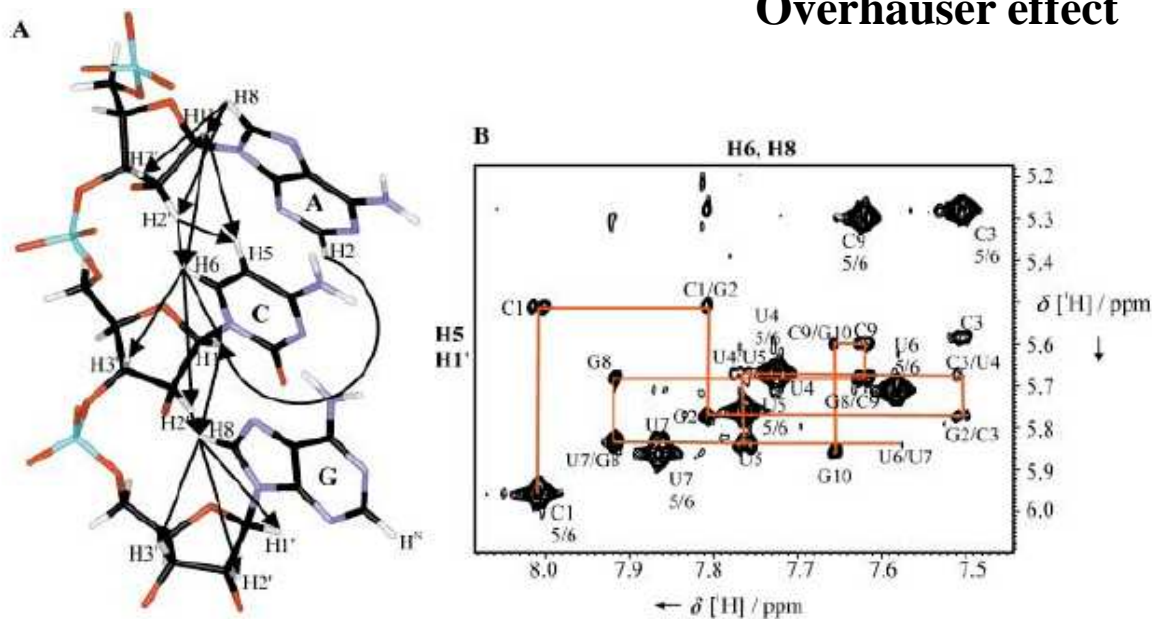 Overhauser effect
A
H8
H1'
H2'
H2
H5
H6
A
C
H3'
H1'
H2'
H8
G
H3'
H1'
H2'
H^N
B
H6, H8
H5
H1'
C1
C1/G2
U4
5/6
C9
5/6
C3
5/6
C9/G10
C9
U6
5/6
C3
G8
U4/U5
U4
C3/U4
G8/C9
G2
U5
5/6
G2/C3
U7
U7/G8
U5
G10
U6/U7
U7
5/6
C1
5/6
5.2
5.3
5.4
5.6
5.7
5.8
5.9
6.0
δ [¹H] / ppm
↓
8.0 7.9 7.8 7.7 7.6 7.5
← δ [¹H] / ppm